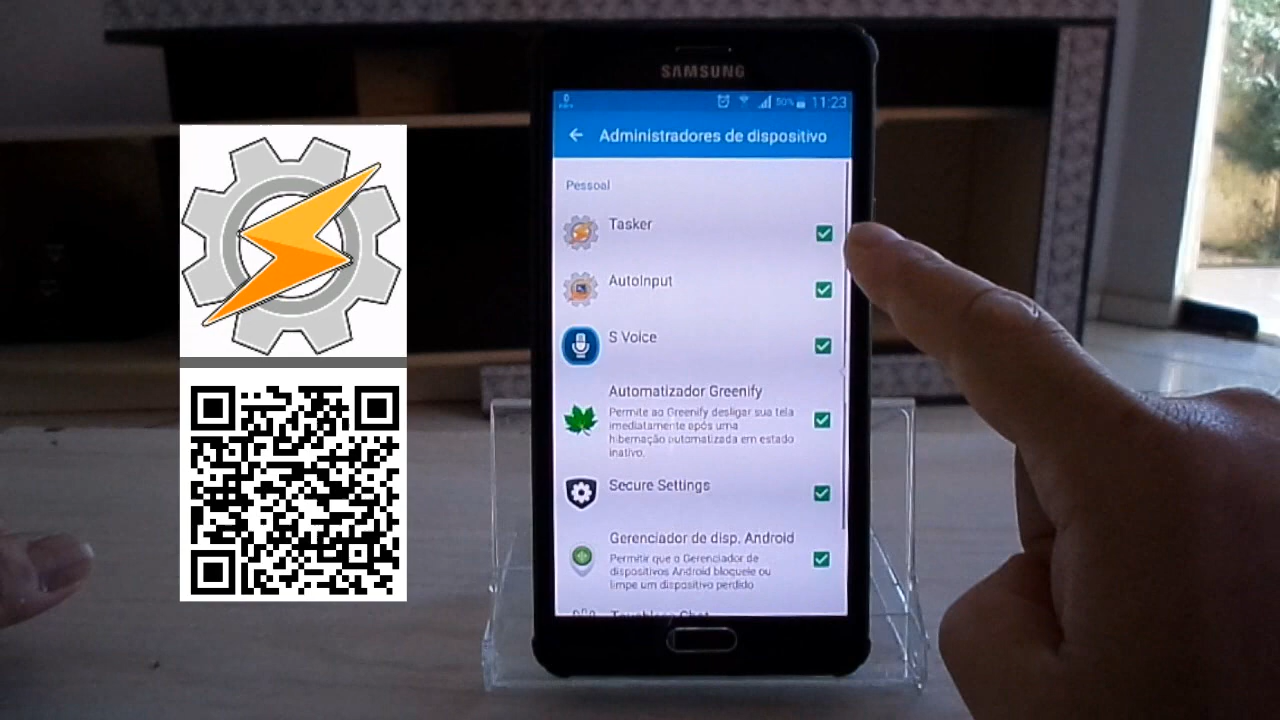 SAMSUNG
0
50% 11:23
Administradores de dispositivo
Pessoal
Tasker
AutoInput
S Voice
Automatizador Greenify
Permite ao Greenify desligar sua tela
imediatamente após uma
hibernação automatizada em estado
inativo.
Secure Settings
Gerenciador de disp. Android
Permitir que o Gerenciador de
dispositivos Android bloqueie ou
limpe um dispositivo perdido